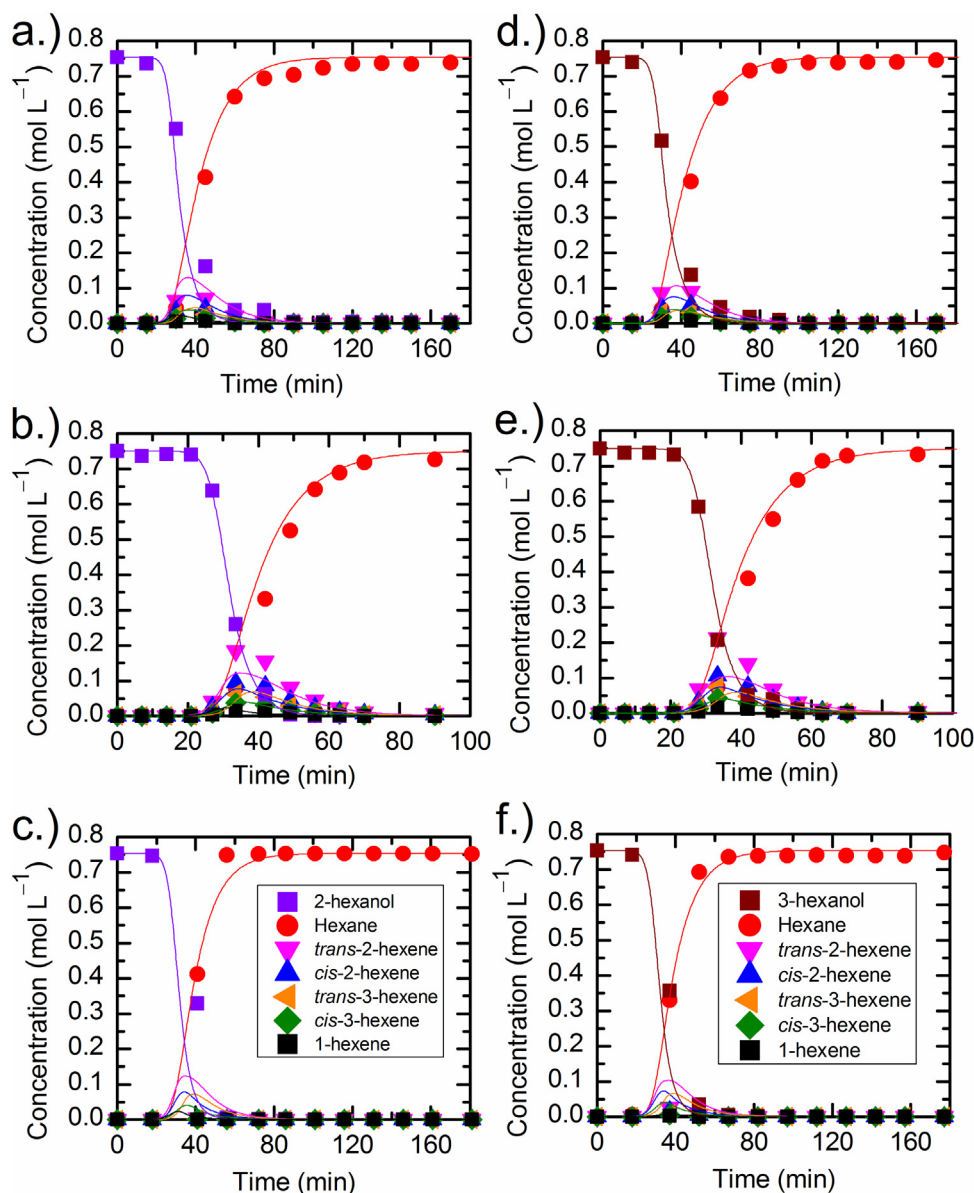 a.)
Concentration (mol L⁻¹)
0.8
0.7
0.6
0.5
0.4
0.3
0.2
0.1
0.0
0 40 80 120 160
Time (min)
d.)
Concentration (mol L⁻¹)
0.8
0.7
0.6
0.5
0.4
0.3
0.2
0.1
0.0
0 40 80 120 160
Time (min)
b.)
Concentration (mol L⁻¹)
0.8
0.7
0.6
0.5
0.4
0.3
0.2
0.1
0.0
0 20 40 60 80 100
Time (min)
e.)
Concentration (mol L⁻¹)
0.8
0.7
0.6
0.5
0.4
0.3
0.2
0.1
0.0
0 20 40 60 80 100
Time (min)
c.)
Concentration (mol L⁻¹)
0.8
0.7
0.6
0.5
0.4
0.3
0.2
0.1
0.0
2-hexanol
Hexane
trans-2-hexene
cis-2-hexene
trans-3-hexene
cis-3-hexene
1-hexene
0 40 80 120 160
Time (min)
f.)
Concentration (mol L⁻¹)
0.8
0.7
0.6
0.5
0.4
0.3
0.2
0.1
0.0
3-hexanol
Hexane
trans-2-hexene
cis-2-hexene
trans-3-hexene
cis-3-hexene
1-hexene
0 40 80 120 160
Time (min)